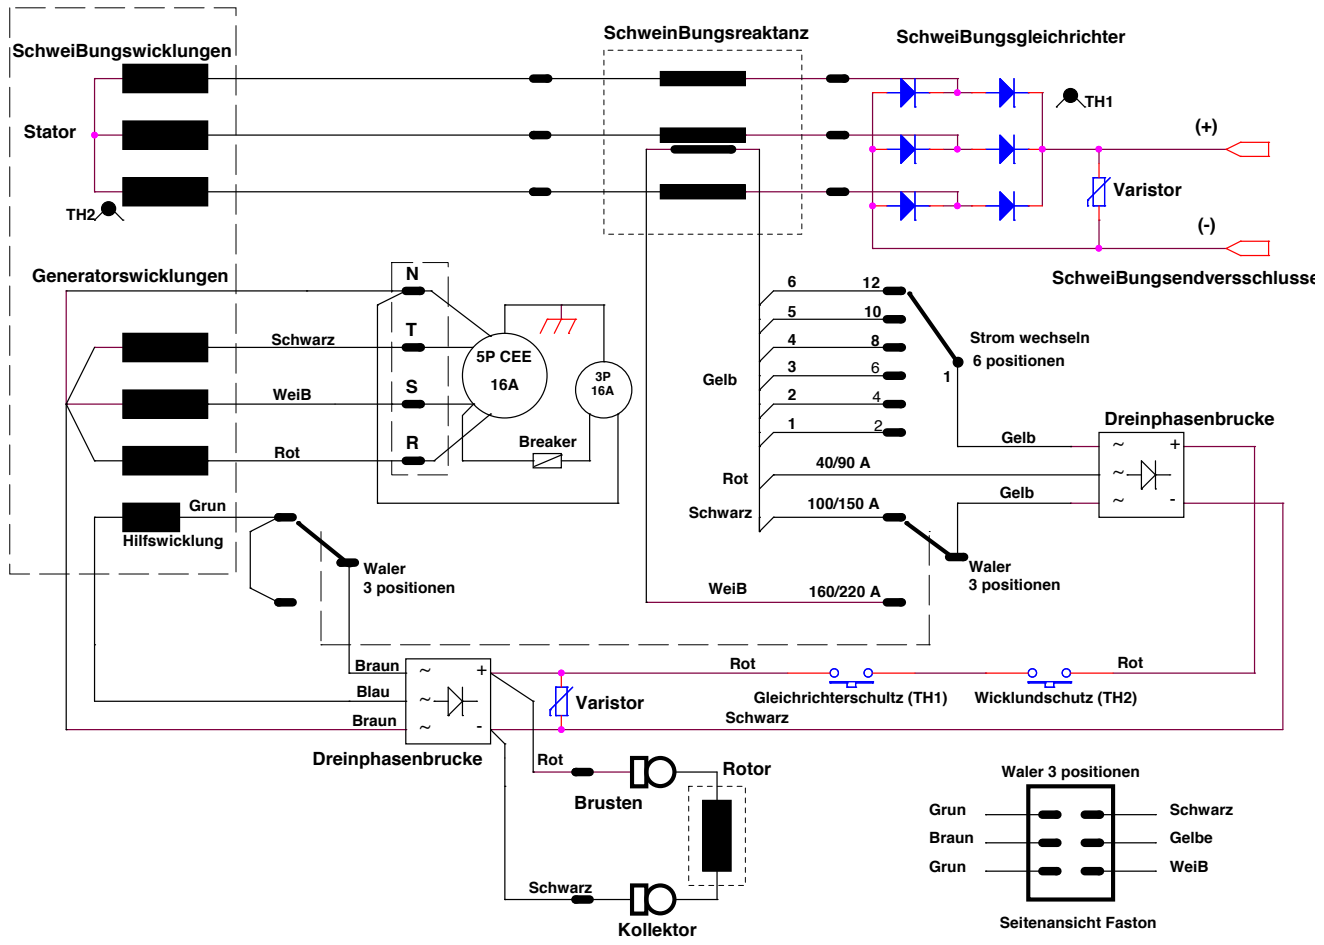 SchweiBungswicklungen
SchweinBungsreaktanz
SchweiBungsgleichrichter
TH1
Stator
(+)
Varistor
TH2
(-)
Generatorswicklungen
SchweiBungsendversschlusse
N
6
12
5
10
Schwarz
T
4
8
Strom wechseln
6 positionen
5P CEE
16A
3P
16A
Gelb
3
6
1
WeiB
S
2
4
Dreinphasenbrucke
1
2
Rot
R
Breaker
Gelb
~
+
40/90 A
~
Rot
Grun
Gelb
~
-
100/150 A
Schwarz
Hilfswicklung
Waler
3 positionen
Waler
3 positionen
WeiB
160/220 A
Braun
~
+
Rot
Rot
Blau
~
Varistor
Gleichrichterschultz (TH1)
Wicklundschutz (TH2)
Braun
~
-
Schwarz
Dreinphasenbrucke
Rot
Rotor
Brusten
Waler 3 positionen
Grun
Schwarz
Braun
Gelbe
Grun
WeiB
Schwarz
Kollektor
Seitenansicht Faston